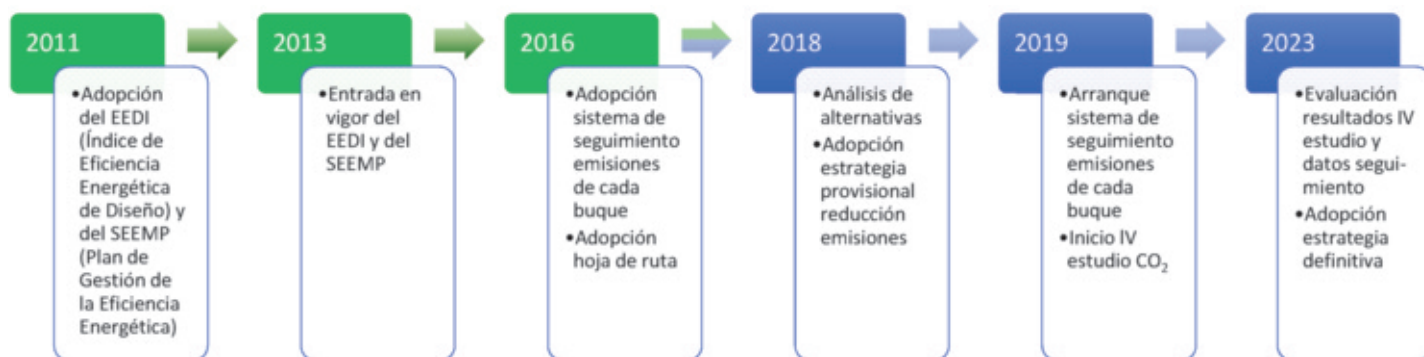 2011
•Adopción
del EEDI
(Índice de
Eficiencia
Energética
de Diseño) y
del SEEMP
(Plan de
Gestión de
la Eficiencia
Energética)
2013
•Entrada en
vigor del
EEDI y del
SEEMP
2016
•Adopción
sistema de
seguimiento
emisiones
de cada
buque
•Adopción
hoja de ruta
2018
•Análisis de
alternativas
•Adopción
estrategia
provisional
reducción
emisiones
2019
•Arranque
sistema de
seguimiento
emisiones
de cada
buque
•Inicio IV
estudio CO₂
2023
•Evaluación
resultados IV
estudio y
datos segui-
miento
•Adopción
estrategia
definitiva